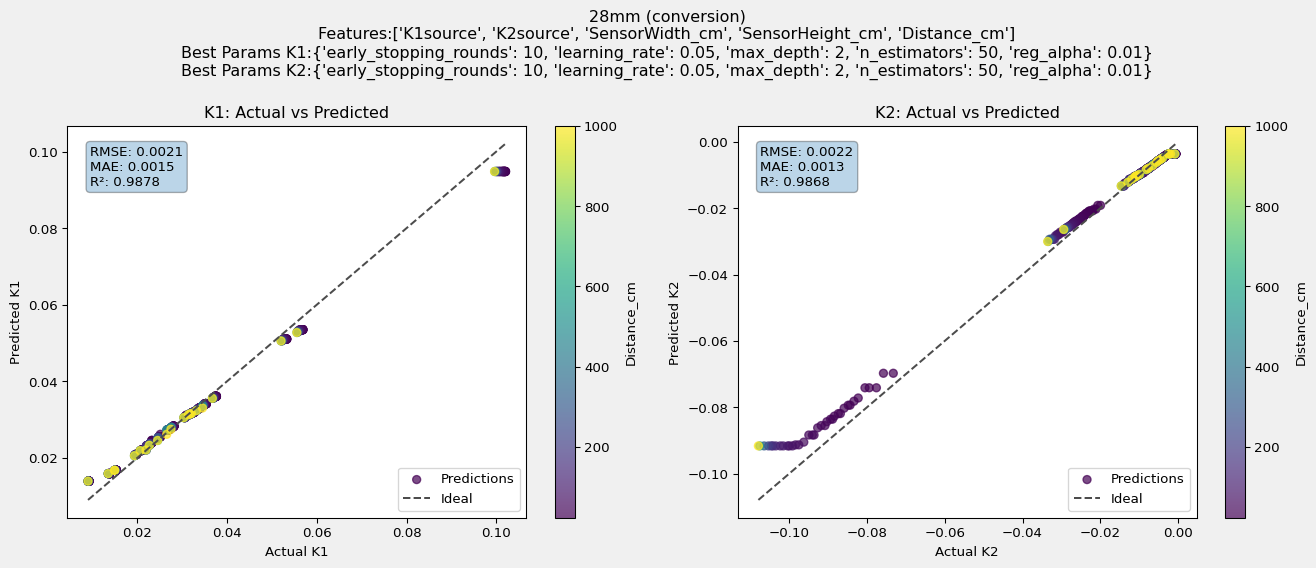 28mm (conversion)
Features:['K1source', 'K2source', 'SensorWidth_cm', 'SensorHeight_cm', 'Distance_cm']
Best Params K1:{'early_stopping_rounds': 10, 'learning_rate': 0.05, 'max_depth': 2, 'n_estimators': 50, 'reg_alpha': 0.01}
Best Params K2:{'early_stopping_rounds': 10, 'learning_rate': 0.05, 'max_depth': 2, 'n_estimators': 50, 'reg_alpha': 0.01}
K1: Actual vs Predicted
RMSE: 0.0021
MAE: 0.0015
R²: 0.9878
0.10
0.08
0.06
0.04
0.02
Predicted K1
0.02
0.04
0.06
0.08
0.10
Actual K1
Predictions
Ideal
1000
800
600
400
200
Distance_cm
K2: Actual vs Predicted
RMSE: 0.0022
MAE: 0.0013
R²: 0.9868
0.00
−0.02
−0.04
−0.06
−0.08
−0.10
Predicted K2
−0.10
−0.08
−0.06
−0.04
−0.02
0.00
Actual K2
Predictions
Ideal
1000
800
600
400
200
Distance_cm